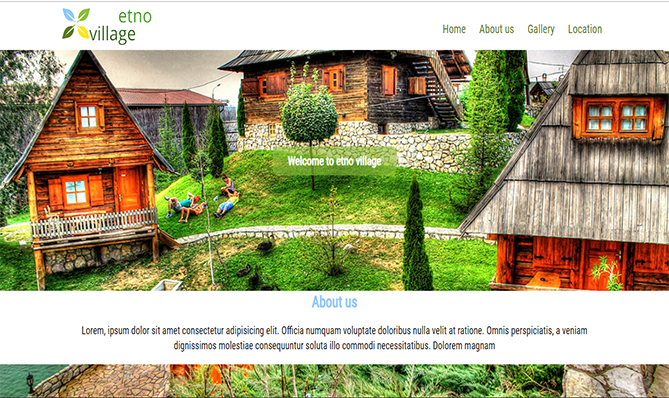 etno
village
Home About us Gallery Location
Welcome to etno village
About us
Lorem, ipsum dolor sit amet consectetur adipisicing elit. Officia numquam voluptate doloribus nulla velit at ratione. Omnis perspiciatis, a veniam
dignissimos molestiae consequuntur soluta illo commodi necessitatibus. Dolorem magnam